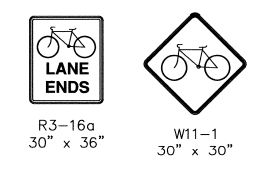 LANE
ENDS
R3-16a
30" x 36"
W11-1
30" x 30"